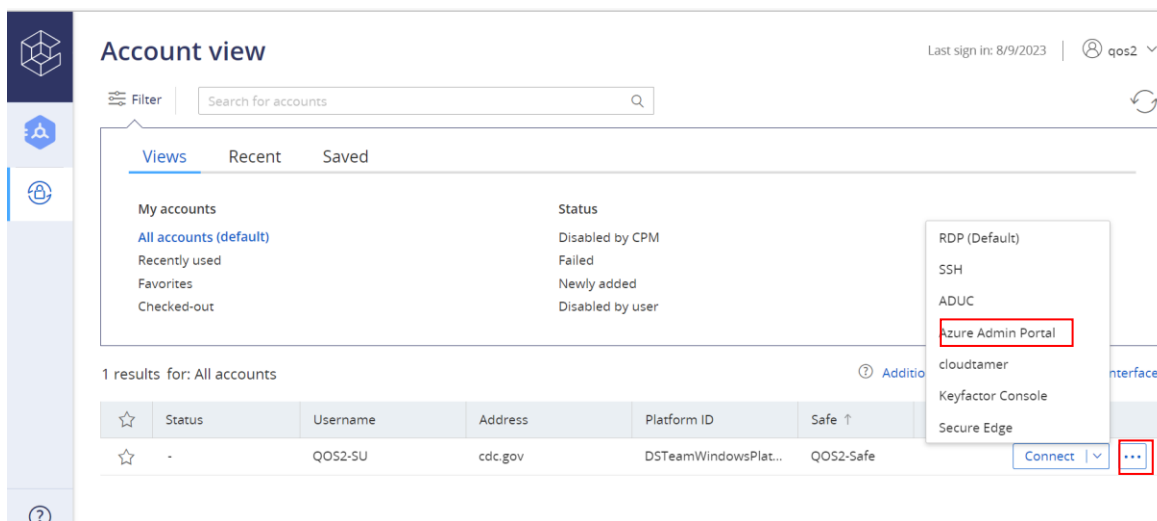 Account view
Last sign in: 8/9/2023
qos2
Filter
Search for accounts
Views Recent Saved
My accounts
All accounts (default)
Recently used
Favorites
Checked-out
Status
Disabled by CPM
Failed
Newly added
Disabled by user
RDP (Default)
SSH
ADUC
Azure Admin Portal
cloudtamer
Keyfactor Console
Secure Edge
1 results for: All accounts
Status Username Address Platform ID Safe
- QOS2-SU cdc.gov DSTeamWindowsPlat... QOS2-Safe Connect